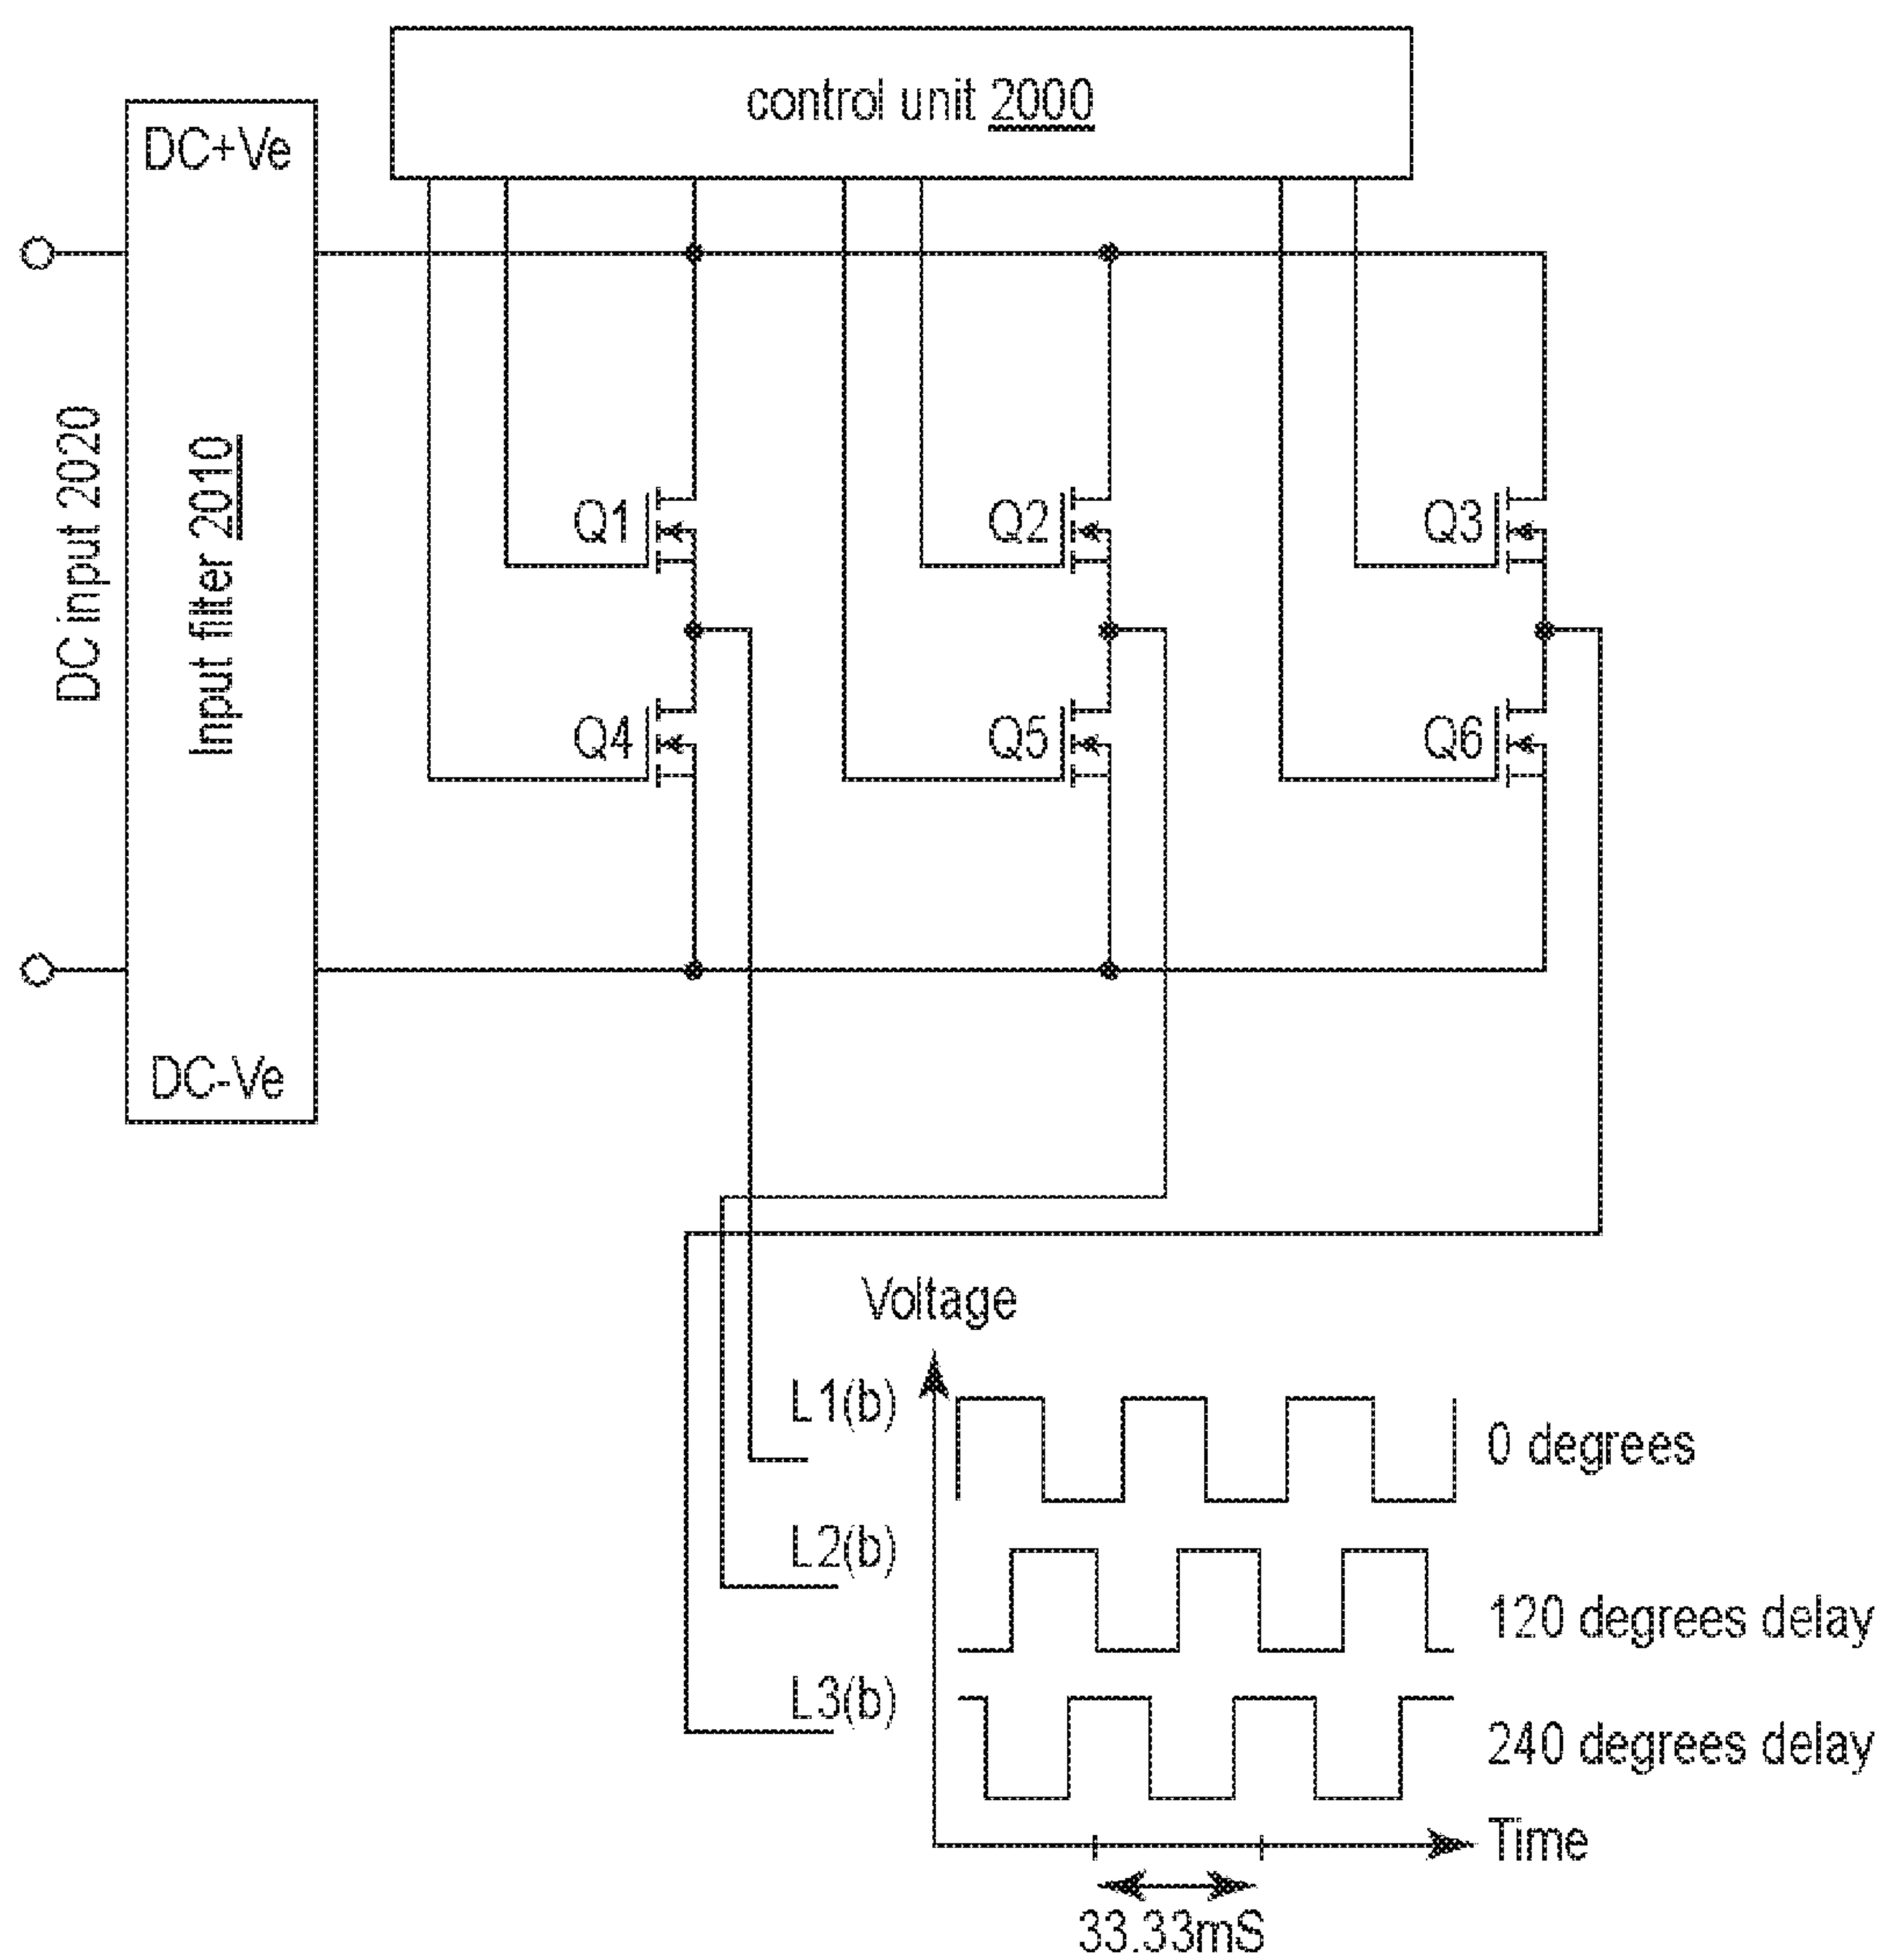 control unit 2000
DC+Ve
DC input 2020
Input filter 2010
Q1
Q2
Q3
Q4
Q5
Q6
DC-Ve
Voltage
L1(b)
0 degrees
L2(b)
120 degrees delay
L3(b)
240 degrees delay
Time
33.33mS